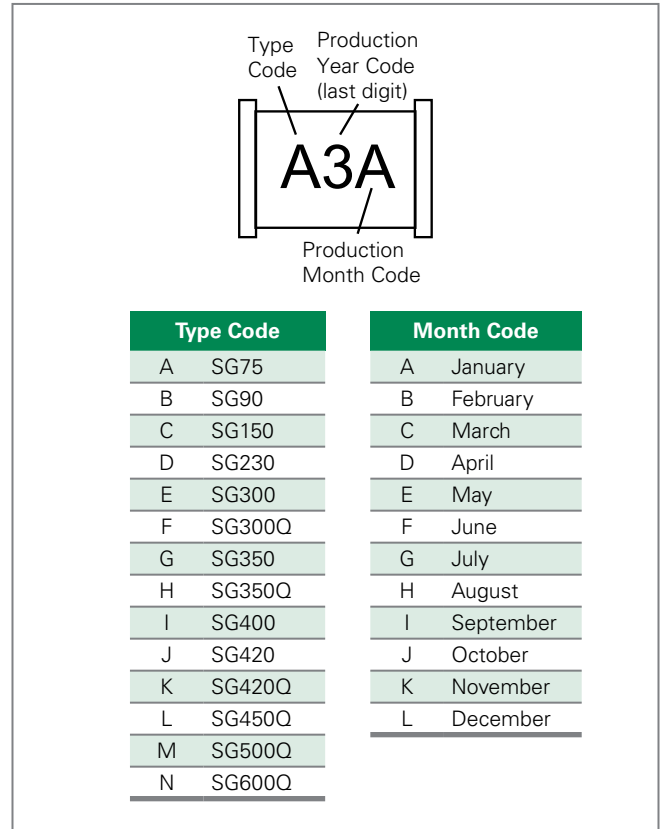 Type
Code
Production
Year Code
(last digit)
A3A
Production
Month Code
Type Code
A SG75
B SG90
C SG150
D SG230
E SG300
F SG300Q
G SG350
H SG350Q
I SG400
J SG420
K SG420Q
L SG450Q
M SG500Q
N SG600Q
Month Code
A January
B February
C March
D April
E May
F June
G July
H August
I September
J October
K November
L December